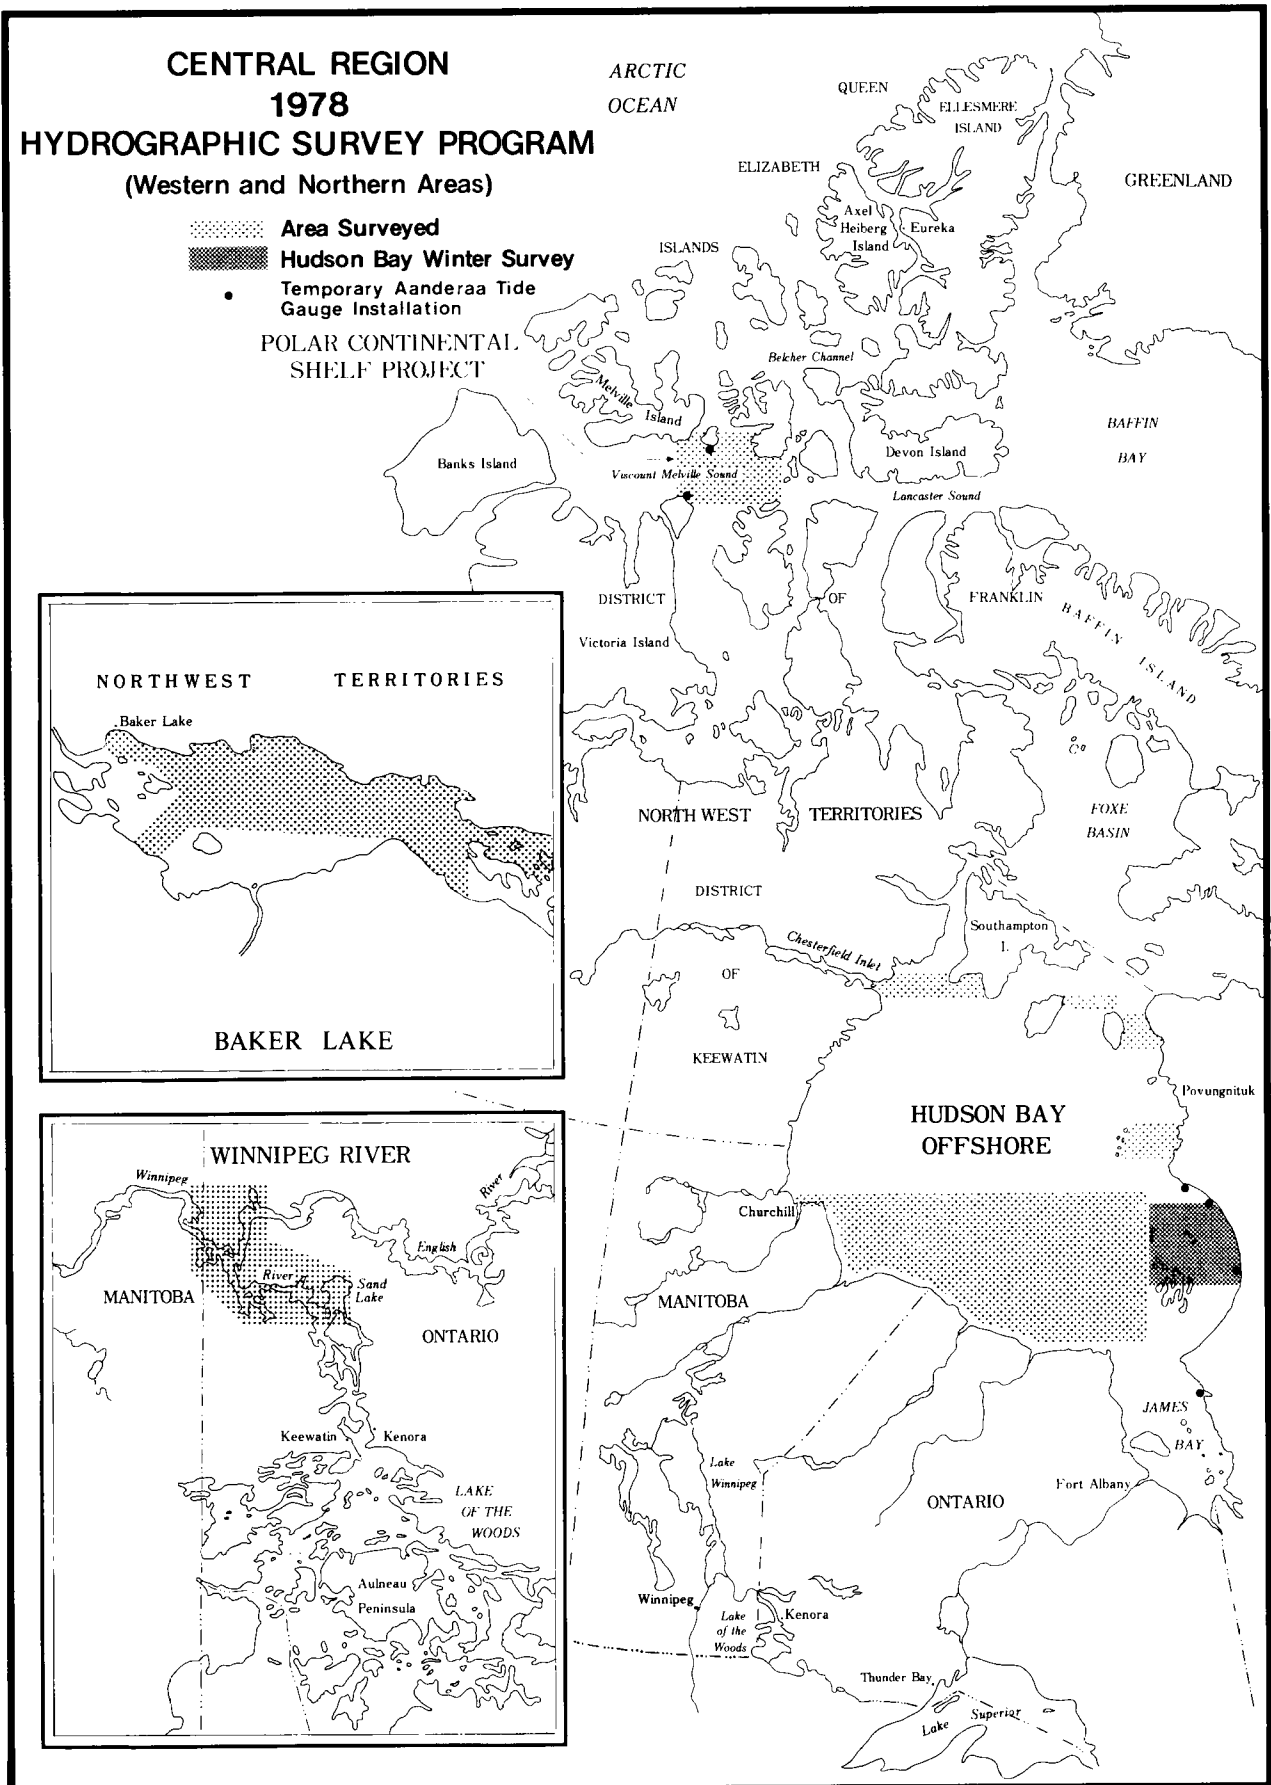 CENTRAL REGION
1978
HYDROGRAPHIC SURVEY PROGRAM
(Western and Northern Areas)
Area Surveyed
Hudson Bay Winter Survey
Temporary Aanderaa Tide
Gauge Installation
POLAR CONTINENTAL
SHELF PROJECT
ARCTIC
OCEAN
QUEEN
ELIZABETH
ISLANDS
ELLESMERE
ISLAND
GREENLAND
Axel
Heiberg
Island
Eureka
Belcher Channel
Melville
Island
Banks Island
Viscount Melville Sound
Devon Island
Lancaster Sound
BAFFIN
BAY
DISTRICT
OF
FRANKLIN
BAFFIN
ISLAND
Victoria Island
NORTH WEST
TERRITORIES
FOXE
BASIN
DISTRICT
OF
KEEWATIN
Chesterfield Inlet
Southampton
I.
Povungnituk
HUDSON BAY
OFFSHORE
Churchill
MANITOBA
JAMES
BAY
Lake
Winnipeg
Fort Albany
ONTARIO
Winnipeg
Lake
of the
Woods
Kenora
Thunder Bay
Lake Superior
NORTHWEST TERRITORIES
Baker Lake
BAKER LAKE
WINNIPEG RIVER
Winnipeg
River
English
River
Sand
Lake
MANITOBA
ONTARIO
Keewatin
Kenora
LAKE
OF THE
WOODS
Aulneau
Peninsula